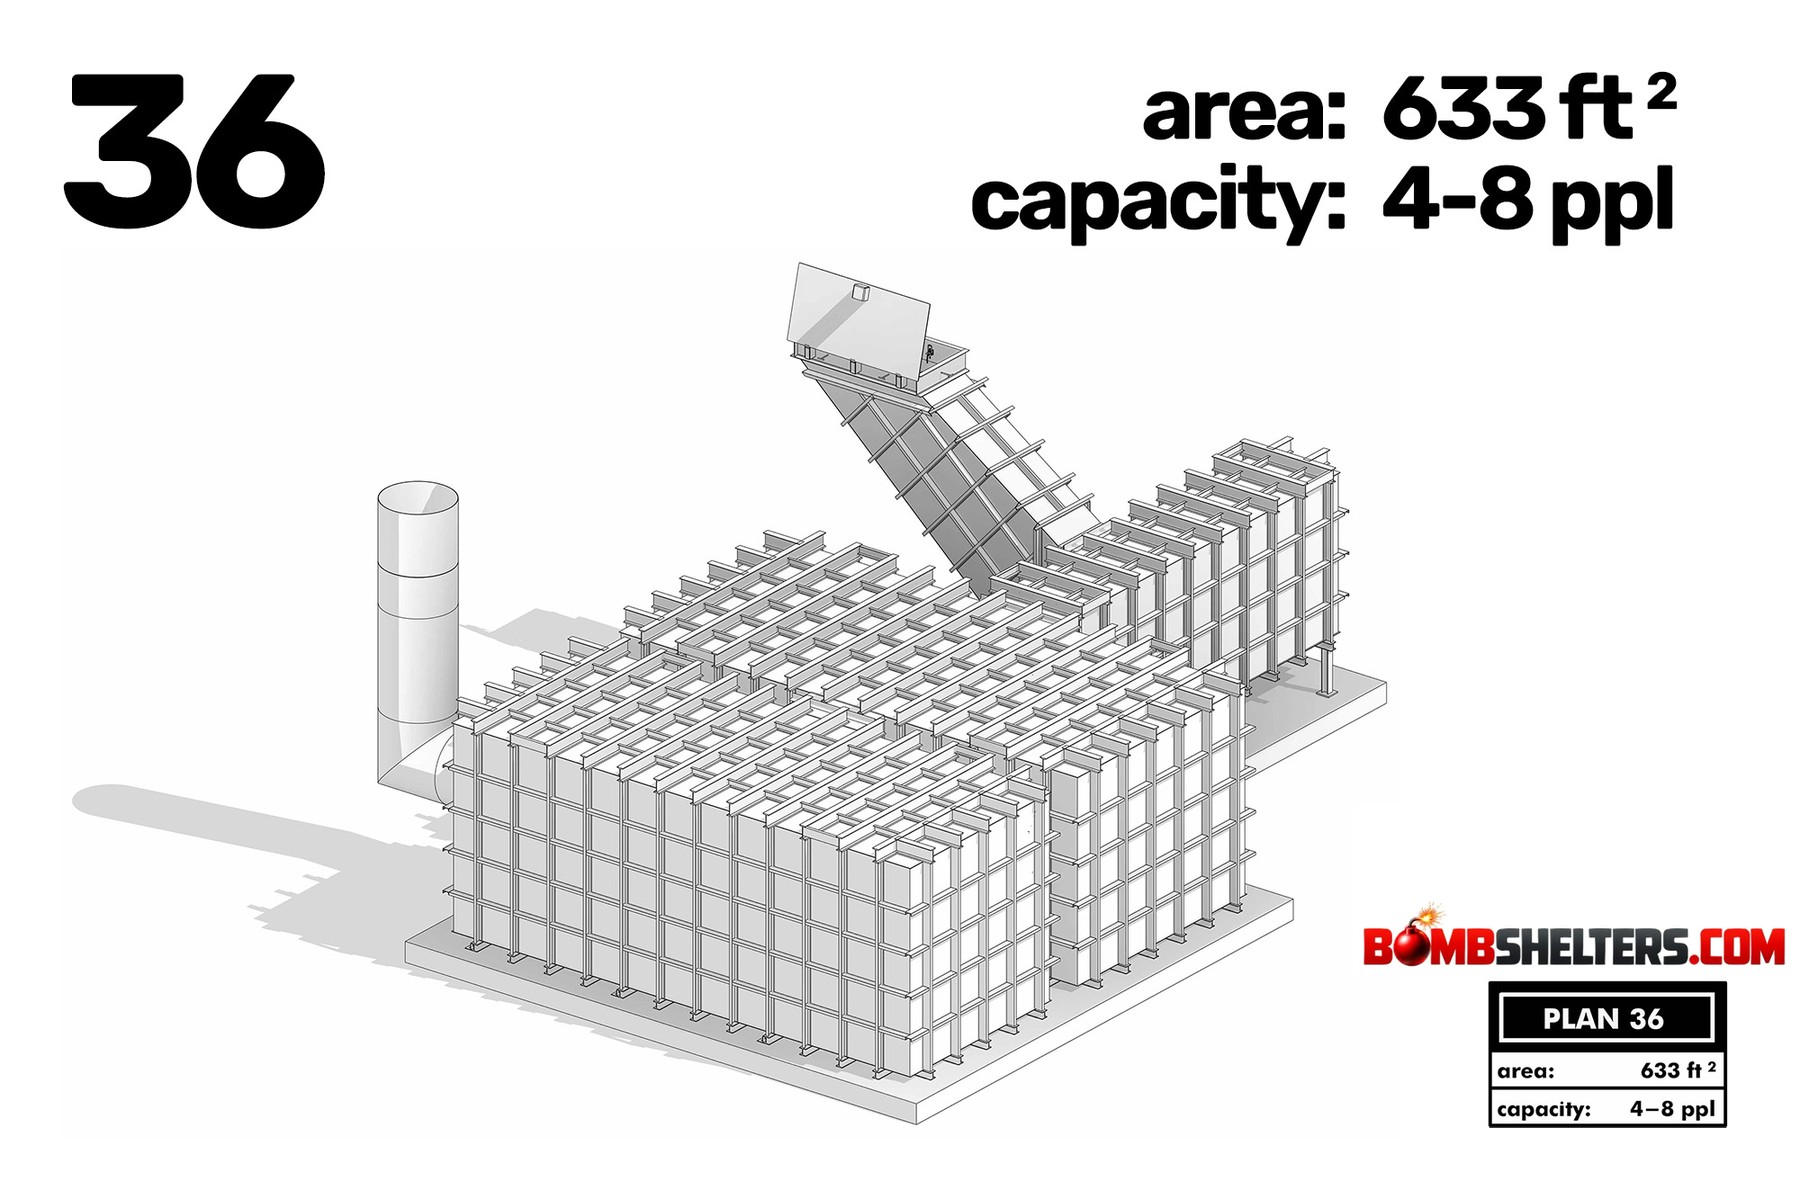 36
area: 633 ft ²
capacity: 4-8 ppl
BOMBSHELTERS.COM
PLAN 36
area: 633 ft ²
capacity: 4–8 ppl